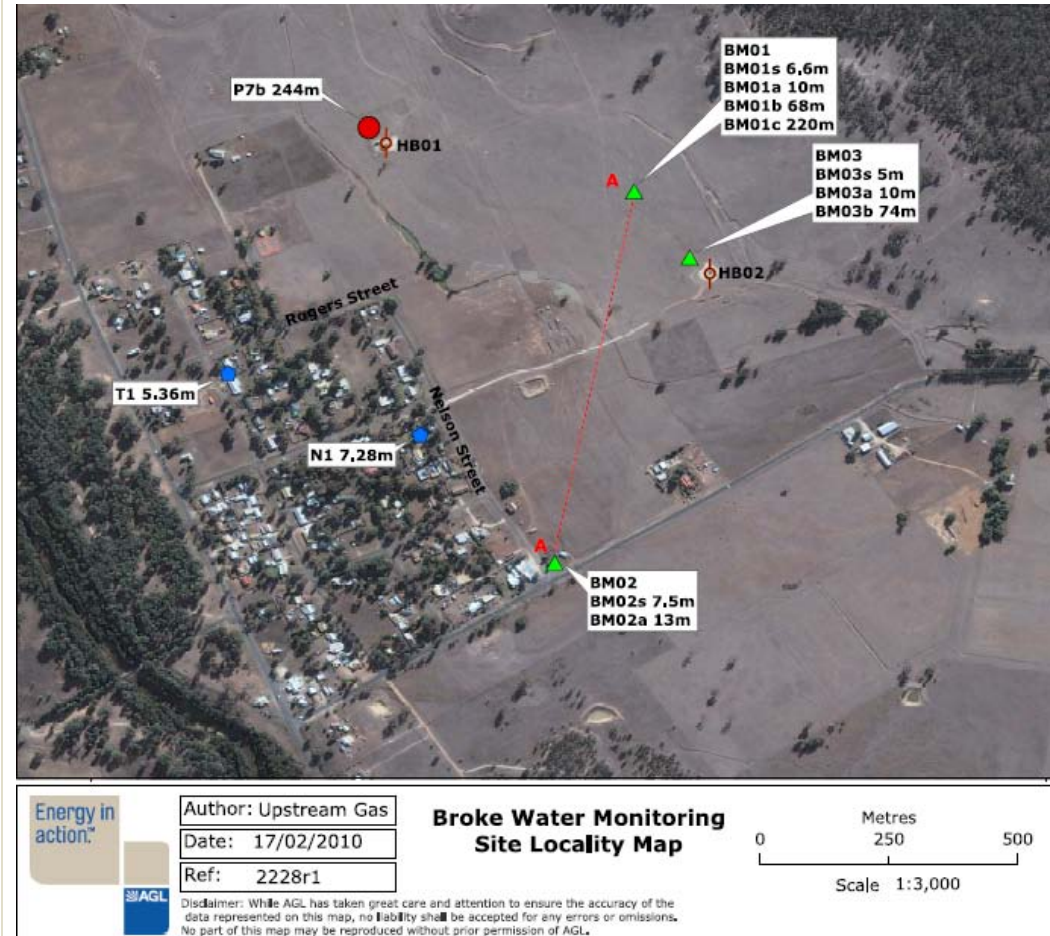 BM01
BM01s 6.6m
BM01a 10m
BM01b 68m
BM01c 220m
P7b 244m
HB01
BM03
BM03s 5m
BM03a 10m
BM03b 74m
A
HB02
Rogers Street
T1 5.36m
Nelson Street
N1 7.28m
A
BM02
BM02s 7.5m
BM02a 13m
Energy in
action.™
AGL
Author: Upstream Gas
Date: 17/02/2010
Ref: 2228r1
Broke Water Monitoring
Site Locality Map
Metres
0 250 500
Scale 1:3,000
Disclaimer: While AGL has taken great care and attention to ensure the accuracy of the
data represented on this map, no liability shall be accepted for any errors or omissions.
No part of this map may be reproduced without prior permission of AGL.